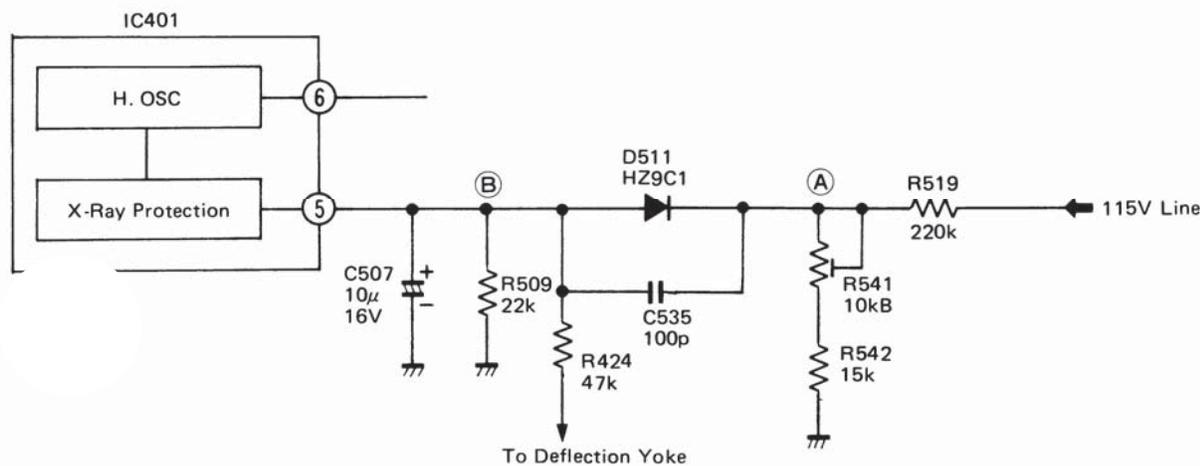 IC401
H. OSC
6
X-Ray Protection
5
B
D511
HZ9C1
A
R519
220k
115V Line
C507
10μ
16V
+
−
R509
22k
C535
100p
R424
47k
R541
10kB
R542
15k
To Deflection Yoke